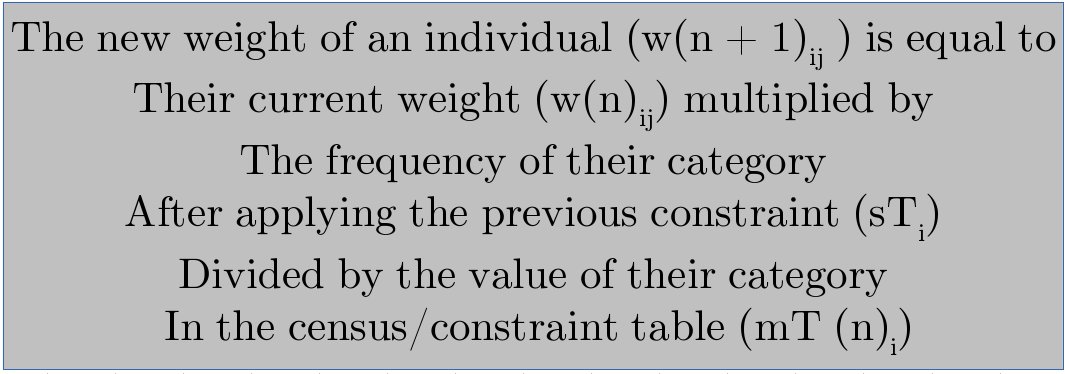 The new weight of an individual (w(n + 1)ij ) is equal to
Their current weight (w(n)ij) multiplied by
The frequency of their category
After applying the previous constraint (sTi)
Divided by the value of their category
In the census/constraint table (mT (n)i)